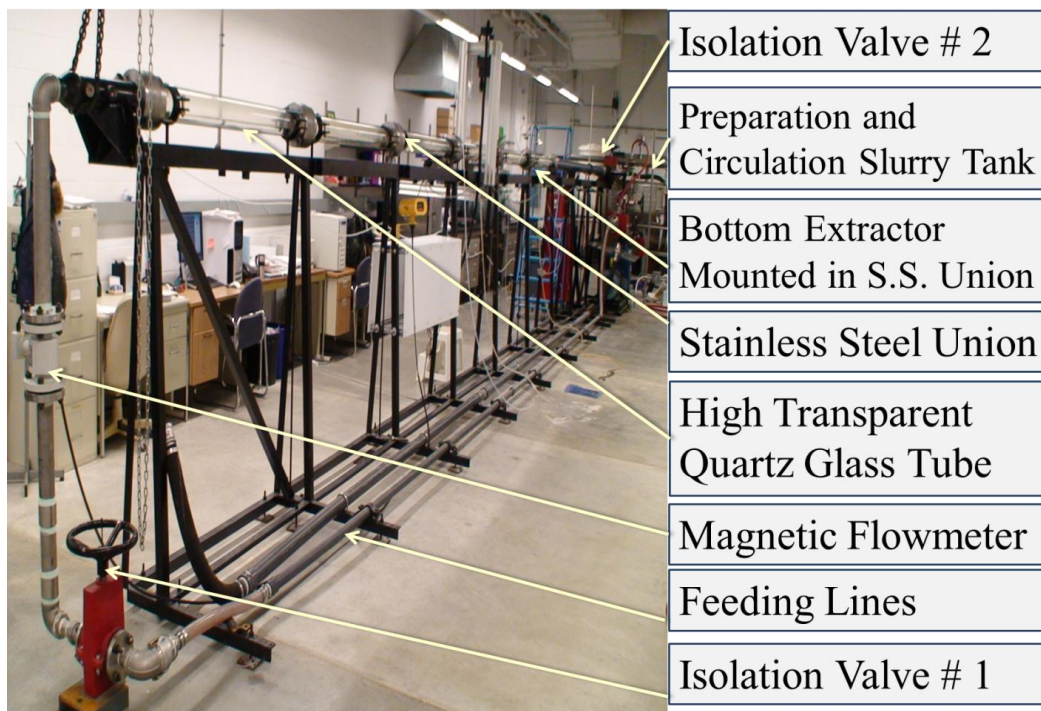 Isolation Valve # 2
Preparation and
Circulation Slurry Tank
Bottom Extractor
Mounted in S.S. Union
Stainless Steel Union
High Transparent
Quartz Glass Tube
Magnetic Flowmeter
Feeding Lines
Isolation Valve # 1